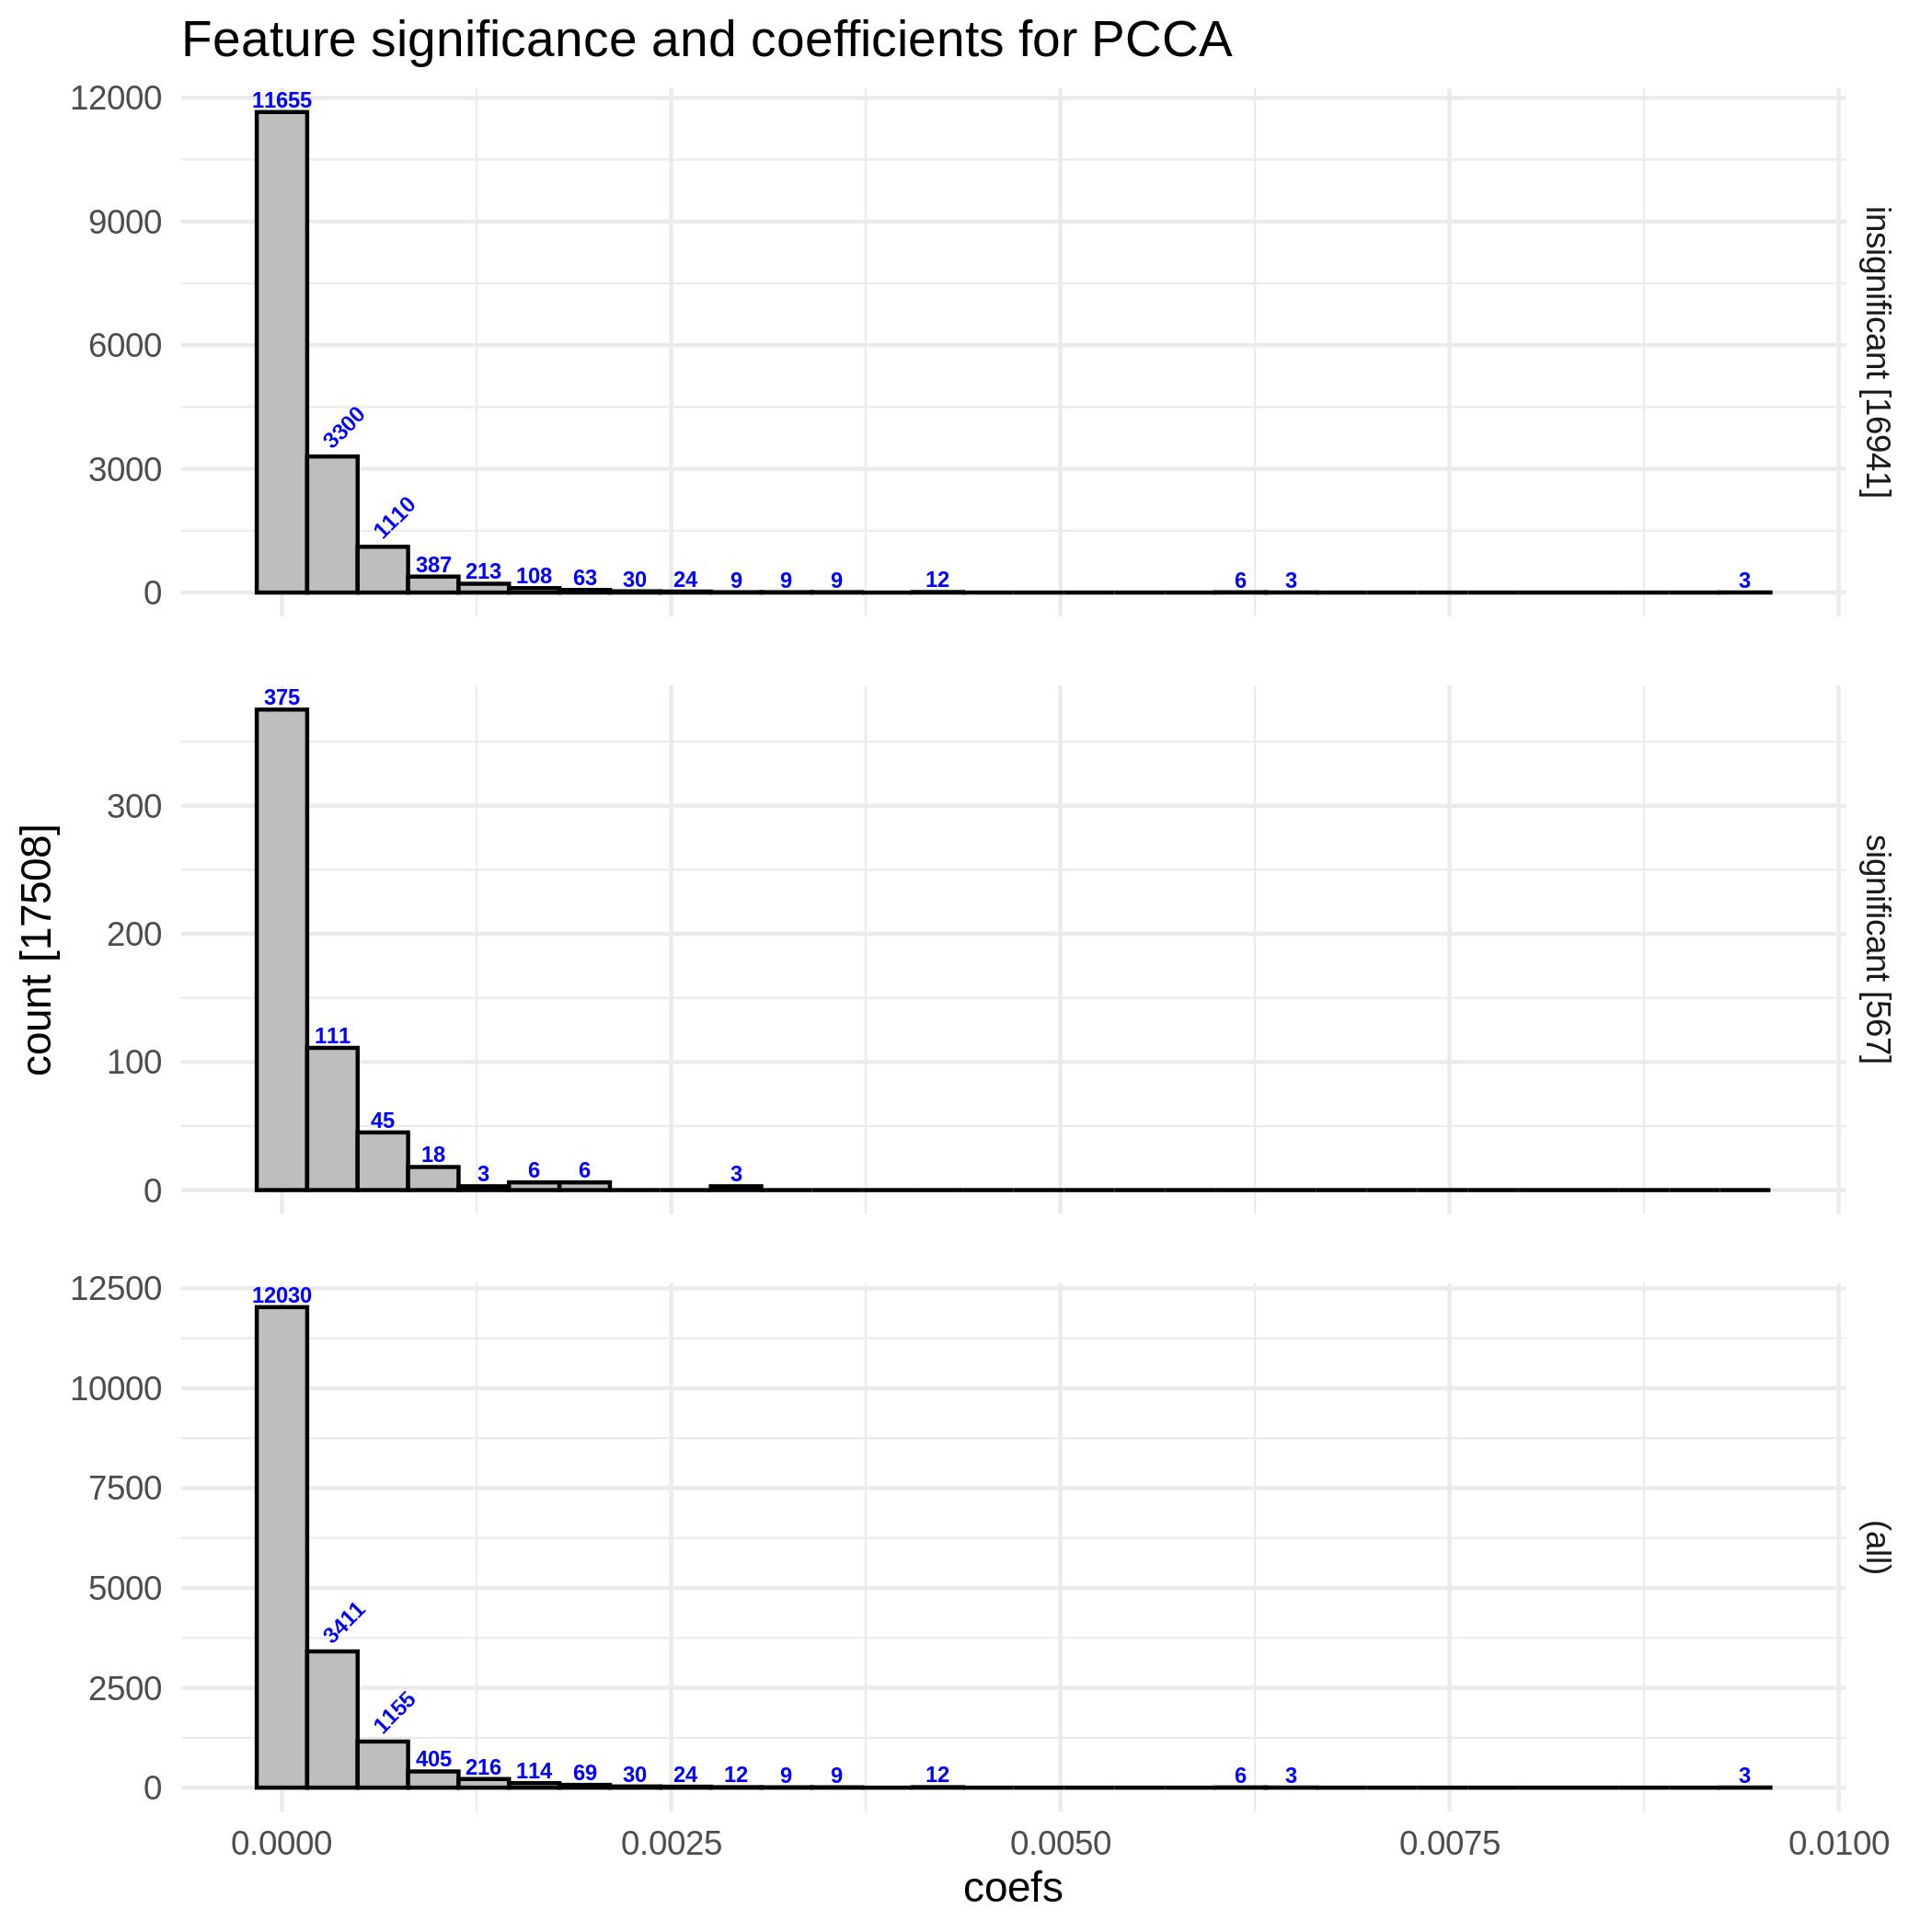 Feature significance and coefficients for PCCA
12000
9000
6000
3000
0
11655
3300
1110
387 213 108 63 30 24 9 9 9 12 6 3 3
insignificant [16941]
count [17508]
300
200
100
0
375
111
45
18
3 6 6 3
significant [567]
12500
10000
7500
5000
2500
0
12030
3411
1155
405 216 114 69 30 24 12 9 9 12 6 3 3
(all)
0.0000 0.0025 0.0050 0.0075 0.0100
coefs